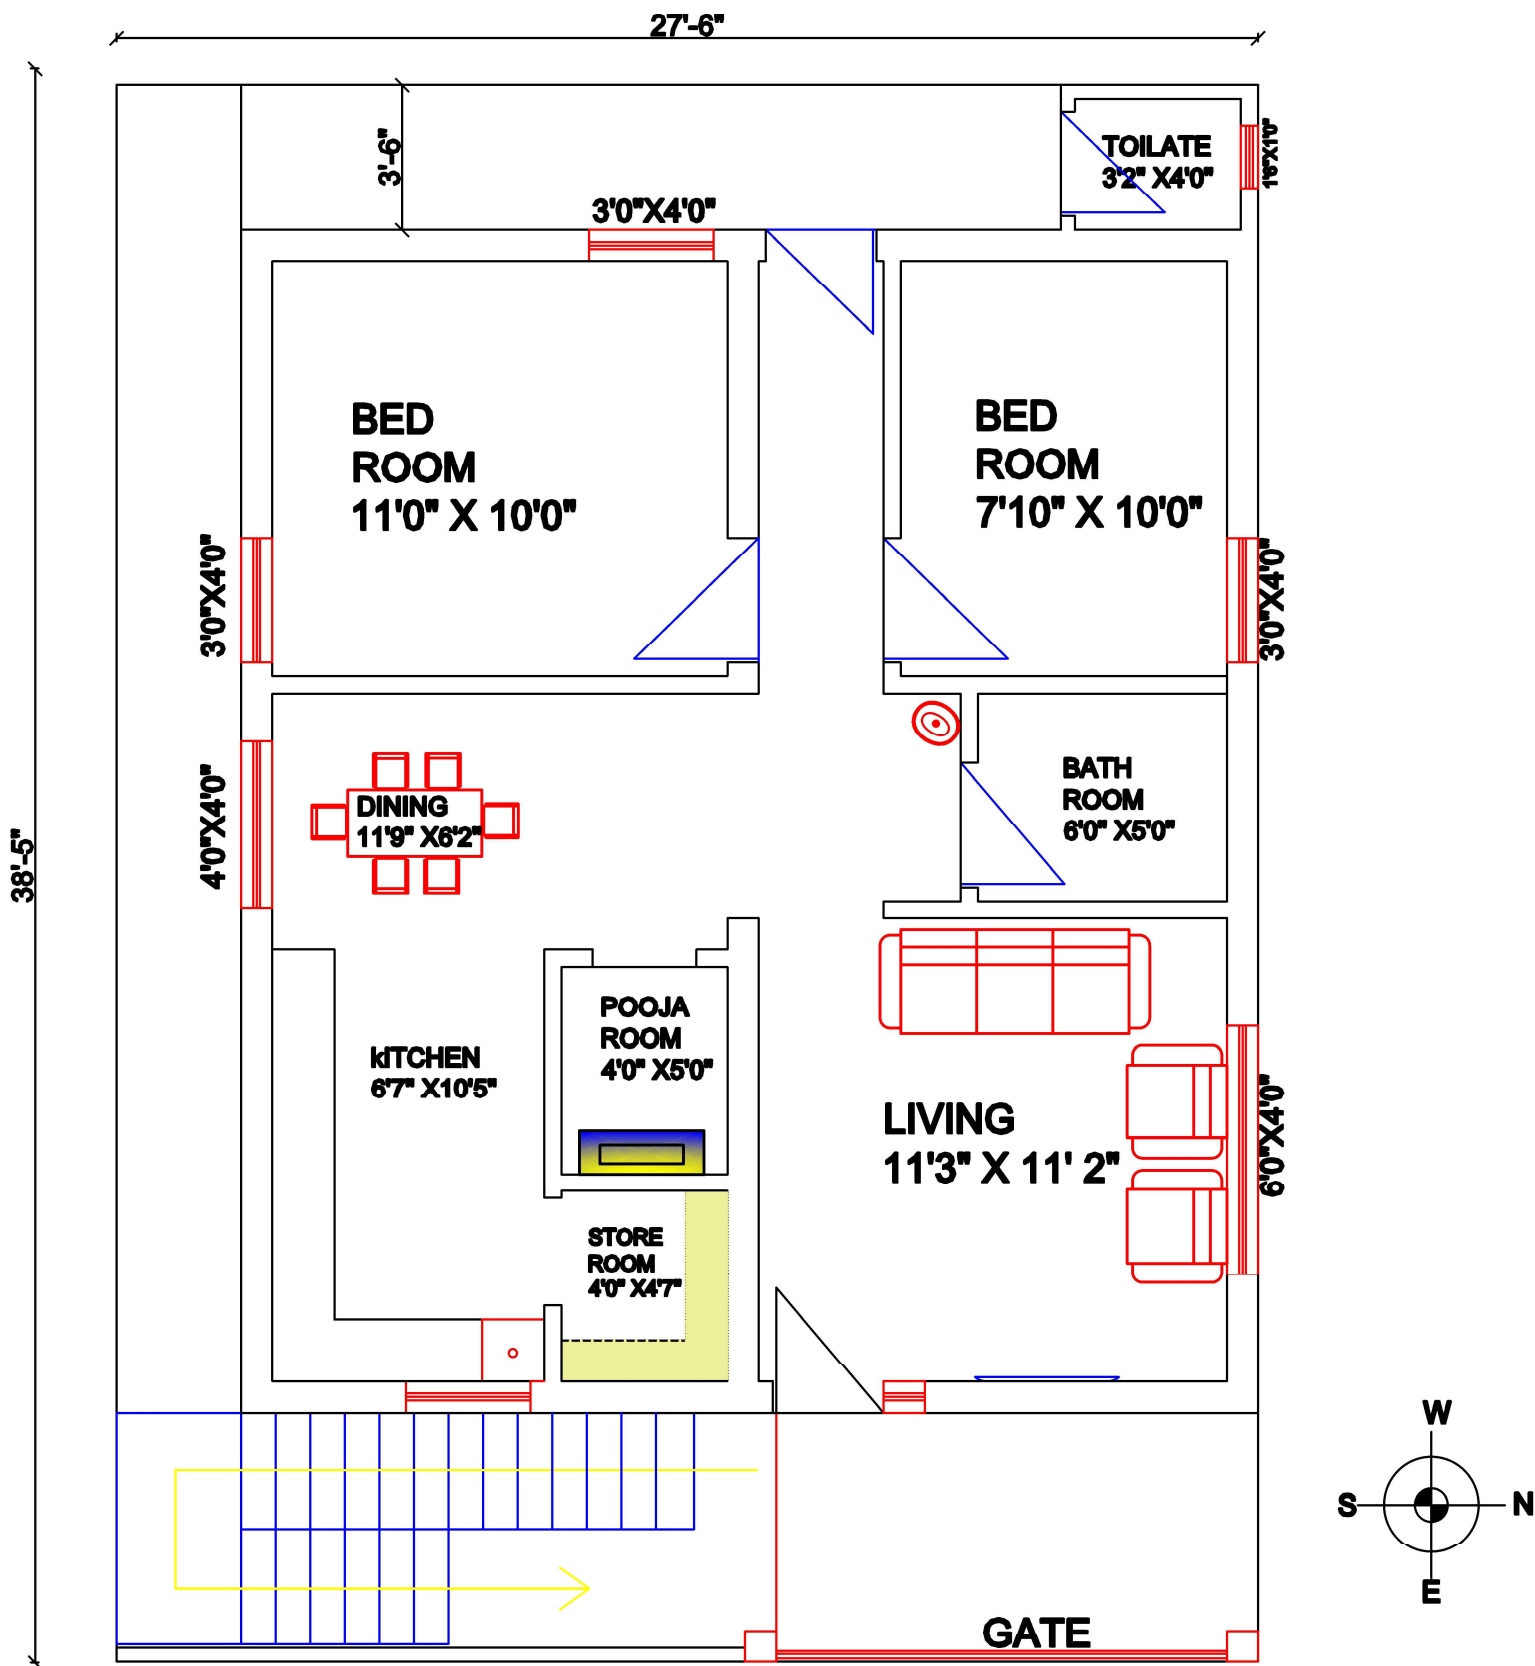 27'-6"
3'-6"
TOILATE
3'2" X4'0"
1'6"X1'0"
3'0"X4'0"
BED
ROOM
11'0" X 10'0"
BED
ROOM
7'10" X 10'0"
3'0"X4'0"
3'0"X4'0"
38'-5"
4'0"X4'0"
DINING
11'9" X6'2"
BATH
ROOM
6'0" X5'0"
POOJA
ROOM
4'0" X5'0"
kITCHEN
6'7" X10'5"
LIVING
11'3" X 11' 2"
6'0"X4'0"
STORE
ROOM
4'0" X4'7"
GATE
W
S
N
E